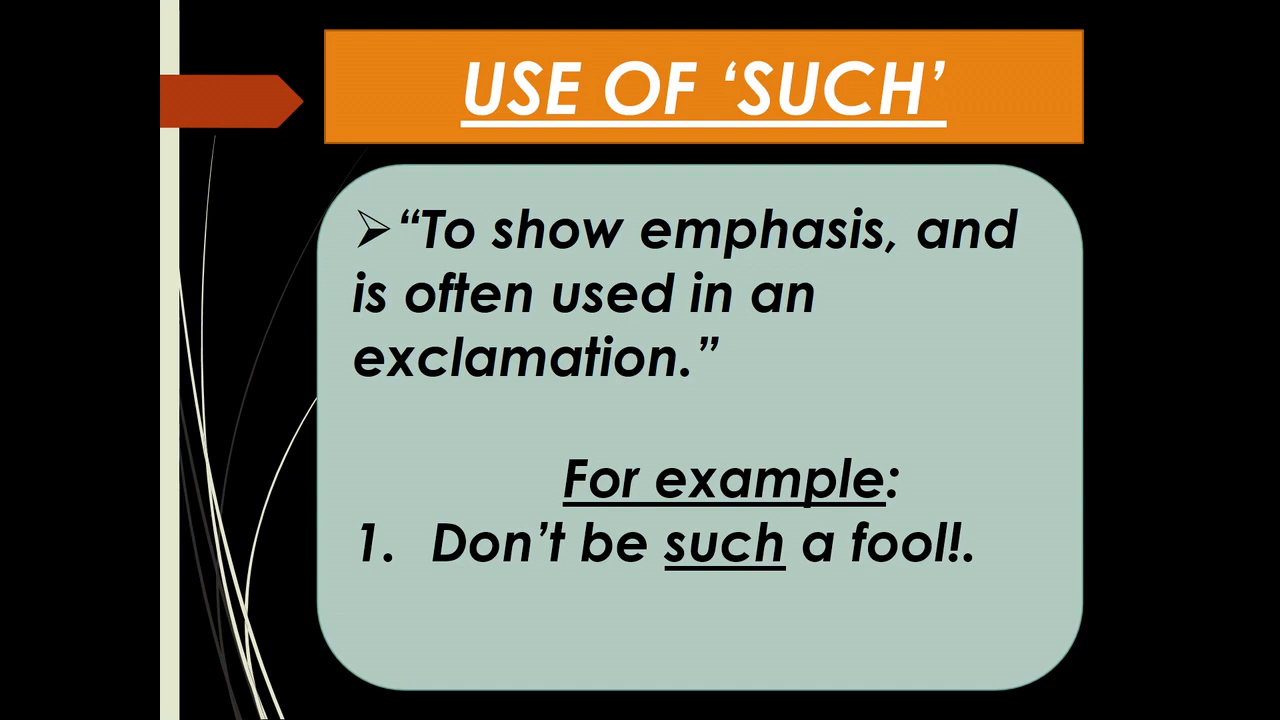 USE OF ‘SUCH’
➢“To show emphasis, and
is often used in an
exclamation.”
For example:
1. Don’t be such a fool!.